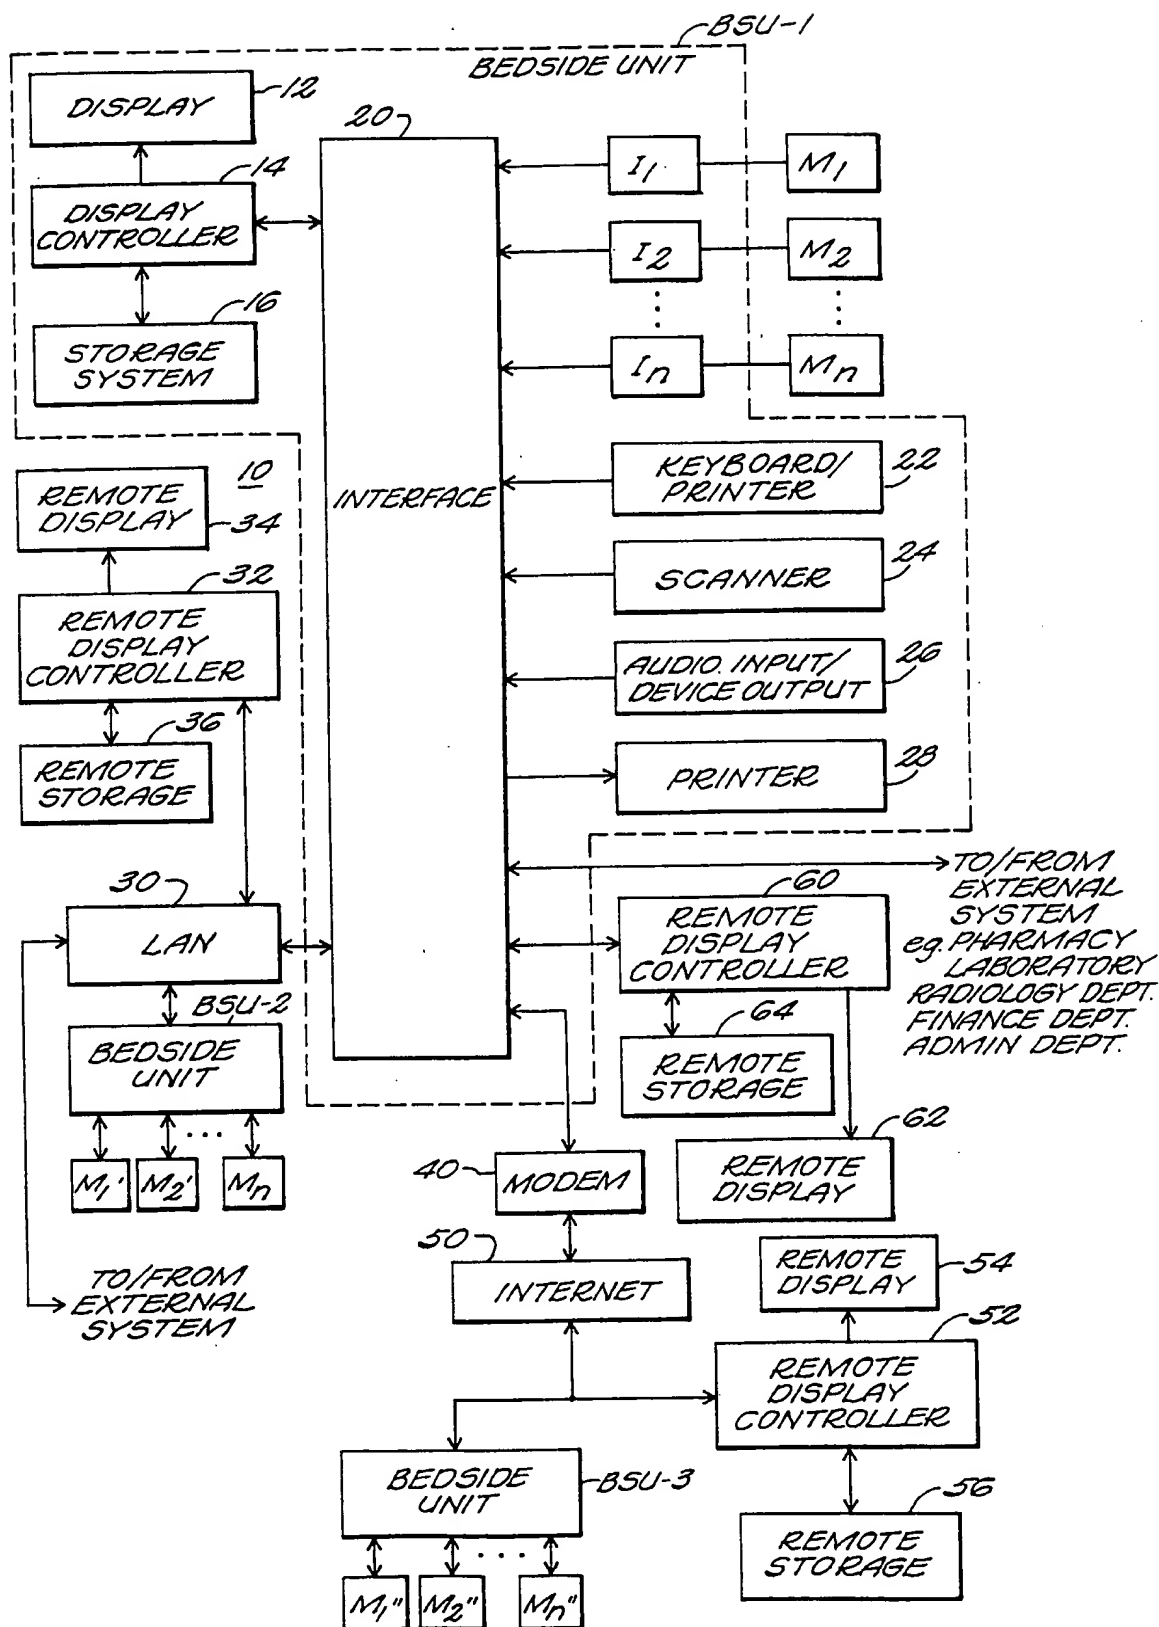 BSU-1
BEDSIDE UNIT
DISPLAY
12
20
14
DISPLAY
CONTROLLER
16
STORAGE
SYSTEM
INTERFACE
I1
M1
I2
M2
In
Mn
KEYBOARD/
PRINTER
22
SCANNER
24
AUDIO. INPUT/
DEVICE OUTPUT
26
PRINTER
28
10
REMOTE
DISPLAY
34
32
REMOTE
DISPLAY
CONTROLLER
36
REMOTE
STORAGE
30
LAN
BSU-2
BEDSIDE
UNIT
M1'
M2'
...
Mn
TO/FROM
EXTERNAL
SYSTEM
TO/FROM
EXTERNAL
SYSTEM
eg. PHARMACY
LABORATORY
RADIOLOGY DEPT.
FINANCE DEPT.
ADMIN DEPT.
60
REMOTE
DISPLAY
CONTROLLER
64
REMOTE
STORAGE
62
REMOTE
DISPLAY
40
MODEM
50
INTERNET
REMOTE
DISPLAY
54
52
REMOTE
DISPLAY
CONTROLLER
56
REMOTE
STORAGE
BEDSIDE
UNIT
BSU-3
M1"
M2"
...
Mn"